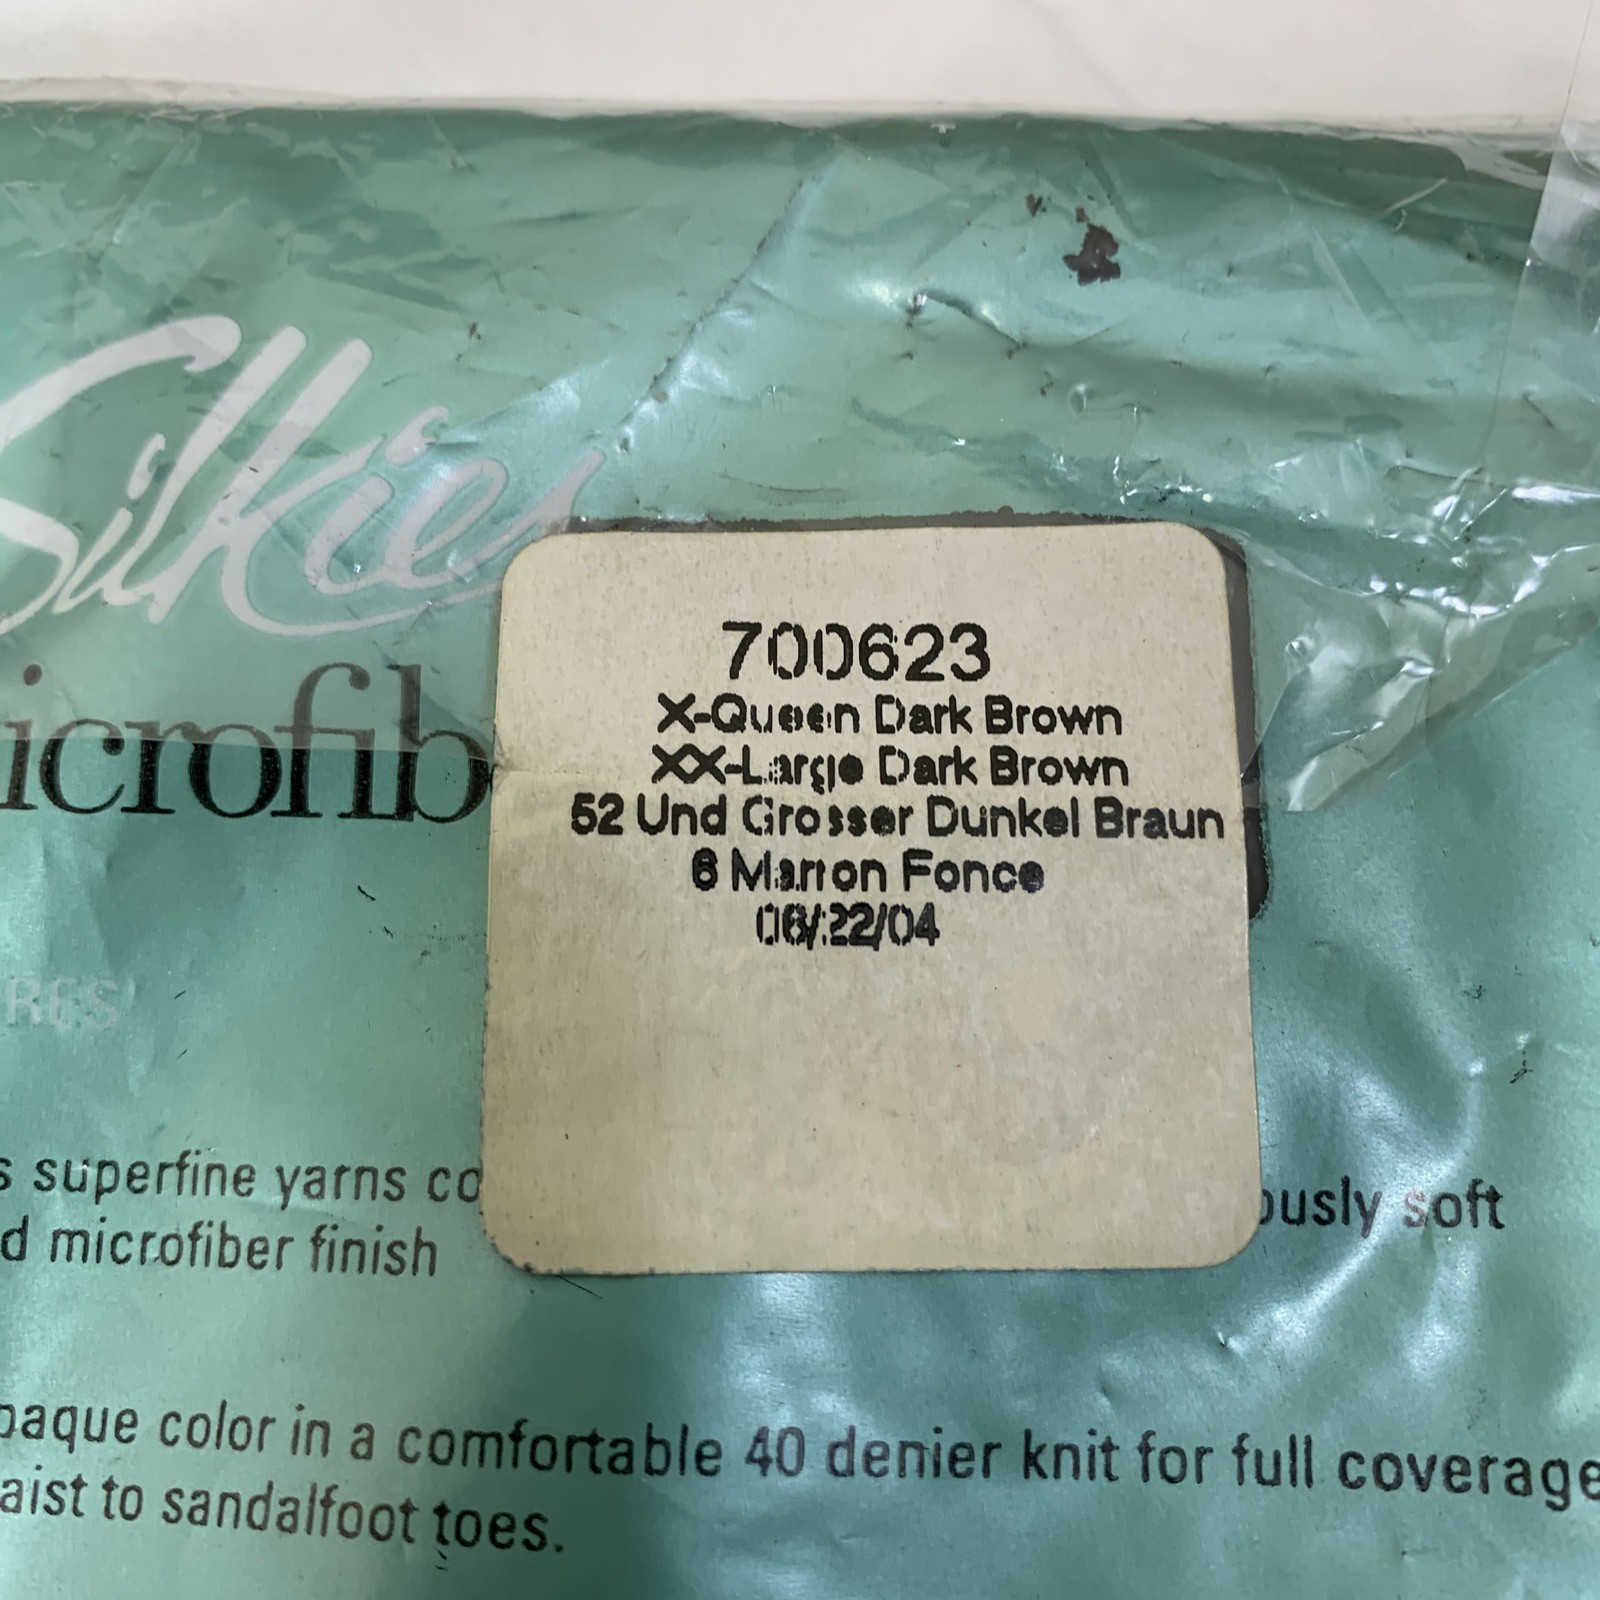 Silkies
icrofib
700623
X-Queen Dark Brown
XX-Large Dark Brown
52 Und Grosser Dunkel Braun
6 Marron Fonce
06/22/04
RES
s superfine yarns co ously soft
d microfiber finish
paque color in a comfortable 40 denier knit for full coverage
aist to sandalfoot toes.